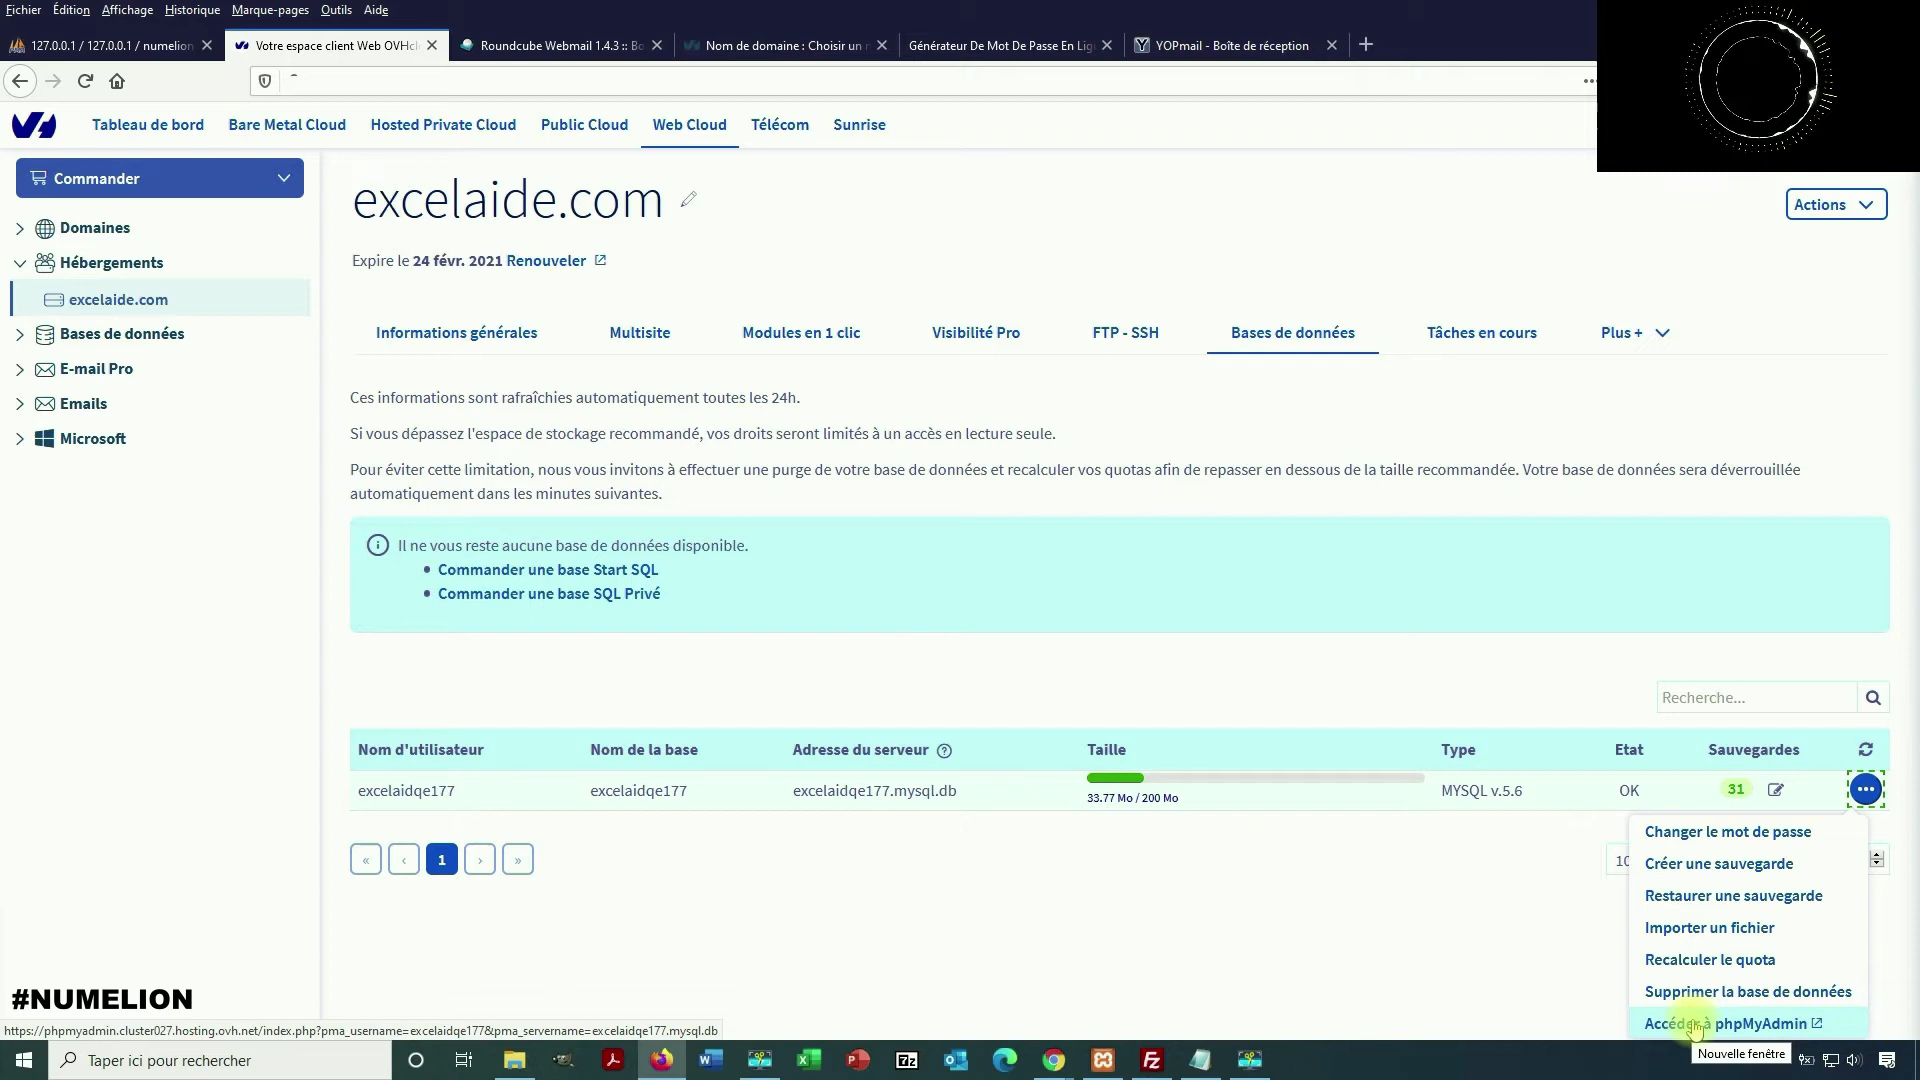 Fichier Édition Affichage Historique Marque-pages Outils Aide
127.0.0.1 / 127.0.0.1 / numelion
Votre espace client Web OVHcl
Roundcube Webmail 1.4.3 :: Bo
Nom de domaine : Choisir un
Générateur De Mot De Passe En Lig
YOPmail - Boîte de réception
Tableau de bord Bare Metal Cloud Hosted Private Cloud Public Cloud Web Cloud Télécom Sunrise
Commander
Domaines
Hébergements
excelaide.com
Bases de données
E-mail Pro
Emails
Microsoft
excelaide.com
Actions
Expire le 24 févr. 2021 Renouveler
Informations générales Multisite Modules en 1 clic Visibilité Pro FTP - SSH Bases de données Tâches en cours Plus +
Ces informations sont rafraîchies automatiquement toutes les 24h.
Si vous dépassez l'espace de stockage recommandé, vos droits seront limités à un accès en lecture seule.
Pour éviter cette limitation, nous vous invitons à effectuer une purge de votre base de données et recalculer vos quotas afin de repasser en dessous de la taille recommandée. Votre base de données sera déverrouillée
automatiquement dans les minutes suivantes.
Il ne vous reste aucune base de données disponible.
Commander une base Start SQL
Commander une base SQL Privé
Recherche...
Nom d'utilisateur Nom de la base Adresse du serveur Taille Type Etat Sauvegardes
excelaidqe177 excelaidqe177 excelaidqe177.mysql.db 33.77 Mo / 200 Mo MYSQL v.5.6 OK 31
« ‹ 1 › »
10
Changer le mot de passe
Créer une sauvegarde
Restaurer une sauvegarde
Importer un fichier
Recalculer le quota
Supprimer la base de données
Accéder à phpMyAdmin
Nouvelle fenêtre
#NUMELION
https://phpmyadmin.cluster027.hosting.ovh.net/index.php?pma_username=excelaidqe177&pma_servername=excelaidqe177.mysql.db
Taper ici pour rechercher